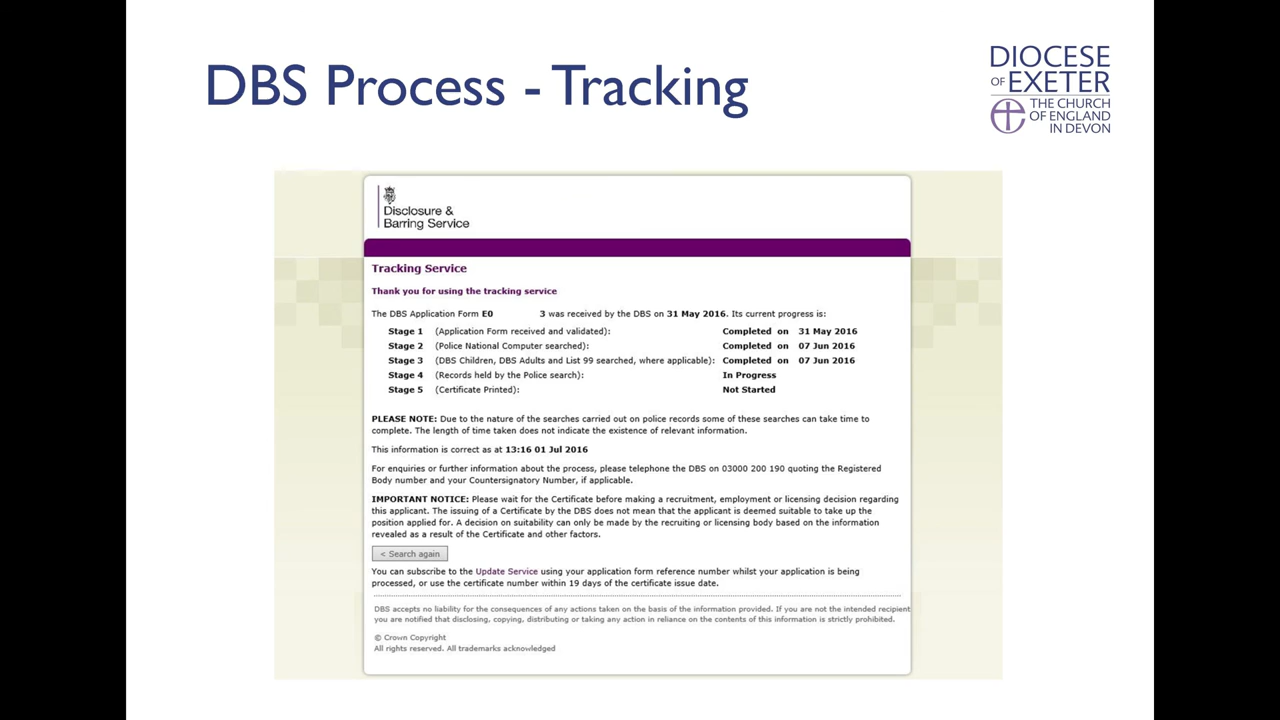 DBS Process - Tracking
DIOCESE
OF EXETER
THE CHURCH
OF ENGLAND
IN DEVON
Disclosure &
Barring Service
Tracking Service
Thank you for using the tracking service
The DBS Application Form E0 3 was received by the DBS on 31 May 2016. Its current progress is:
Stage 1 (Application Form received and validated): Completed on 31 May 2016
Stage 2 (Police National Computer searched): Completed on 07 Jun 2016
Stage 3 (DBS Children, DBS Adults and List 99 searched, where applicable): Completed on 07 Jun 2016
Stage 4 (Records held by the Police search): In Progress
Stage 5 (Certificate Printed): Not Started
PLEASE NOTE: Due to the nature of the searches carried out on police records some of these searches can take time to
complete. The length of time taken does not indicate the existence of relevant information.
This information is correct as at 13:16 01 Jul 2016
For enquiries or further information about the process, please telephone the DBS on 03000 200 190 quoting the Registered
Body number and your Countersignatory Number, if applicable.
IMPORTANT NOTICE: Please wait for the Certificate before making a recruitment, employment or licensing decision regarding
this applicant. The issuing of a Certificate by the DBS does not mean that the applicant is deemed suitable to take up the
position applied for. A decision on suitability can only be made by the recruiting or licensing body based on the information
revealed as a result of the Certificate and other factors.
< Search again
You can subscribe to the Update Service using your application form reference number whilst your application is being
processed, or use the certificate number within 19 days of the certificate issue date.
DBS accepts no liability for the consequences of any actions taken on the basis of the information provided. If you are not the intended recipient
you are notified that disclosing, copying, distributing or taking any action in reliance on the contents of this information is strictly prohibited.
© Crown Copyright
All rights reserved. All trademarks acknowledged